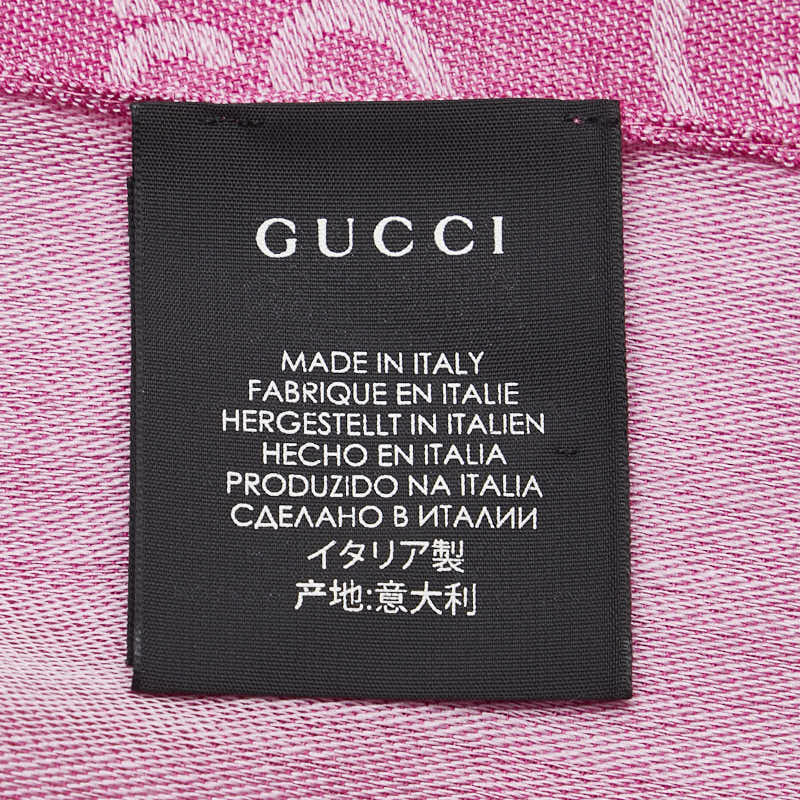 GUCCI
MADE IN ITALY
FABRIQUE EN ITALIE
HERGESTELLT IN ITALIEN
HECHO EN ITALIA
PRODUZIDO NA ITALIA
СДЕЛАНО В ИТАЛИИ
イタリア製
产地:意大利